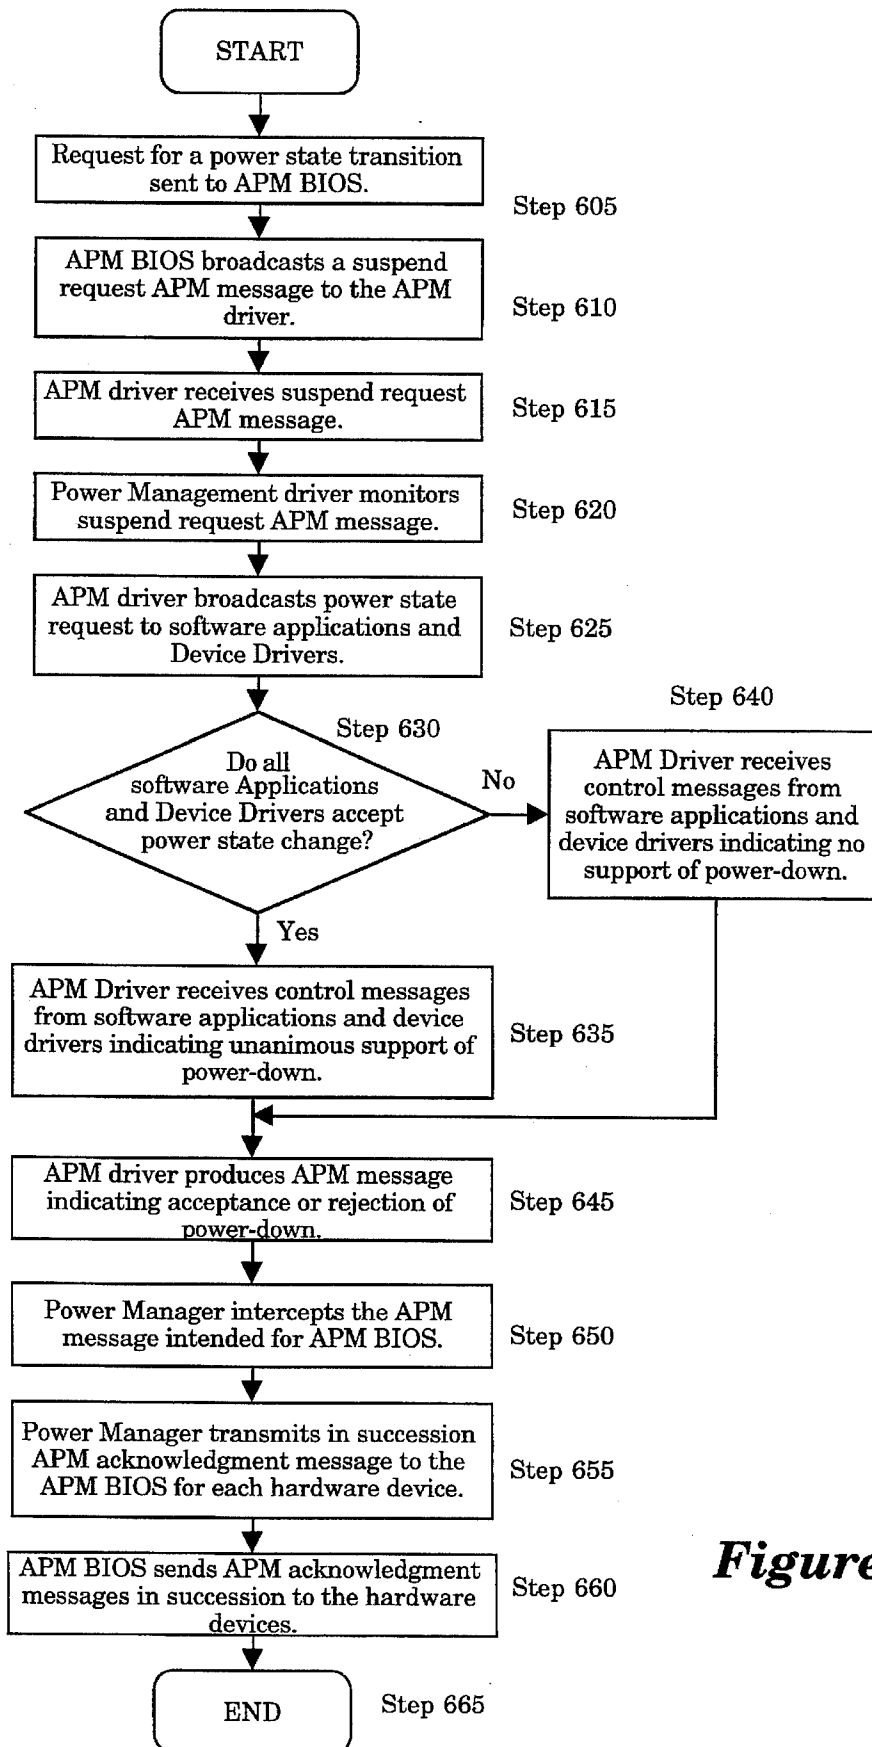 START
Request for a power state transition
sent to APM BIOS.
Step 605
APM BIOS broadcasts a suspend
request APM message to the APM
driver.
Step 610
APM driver receives suspend request
APM message.
Step 615
Power Management driver monitors
suspend request APM message.
Step 620
APM driver broadcasts power state
request to software applications and
Device Drivers.
Step 625
Step 630
Do all
software Applications
and Device Drivers accept
power state change?
No
Step 640
APM Driver receives
control messages from
software applications and
device drivers indicating no
support of power-down.
Yes
APM Driver receives control messages
from software applications and device
drivers indicating unanimous support of
power-down.
Step 635
APM driver produces APM message
indicating acceptance or rejection of
power-down.
Step 645
Power Manager intercepts the APM
message intended for APM BIOS.
Step 650
Power Manager transmits in succession
APM acknowledgment message to the
APM BIOS for each hardware device.
Step 655
APM BIOS sends APM acknowledgment
messages in succession to the hardware
devices.
Step 660
Figure
END
Step 665